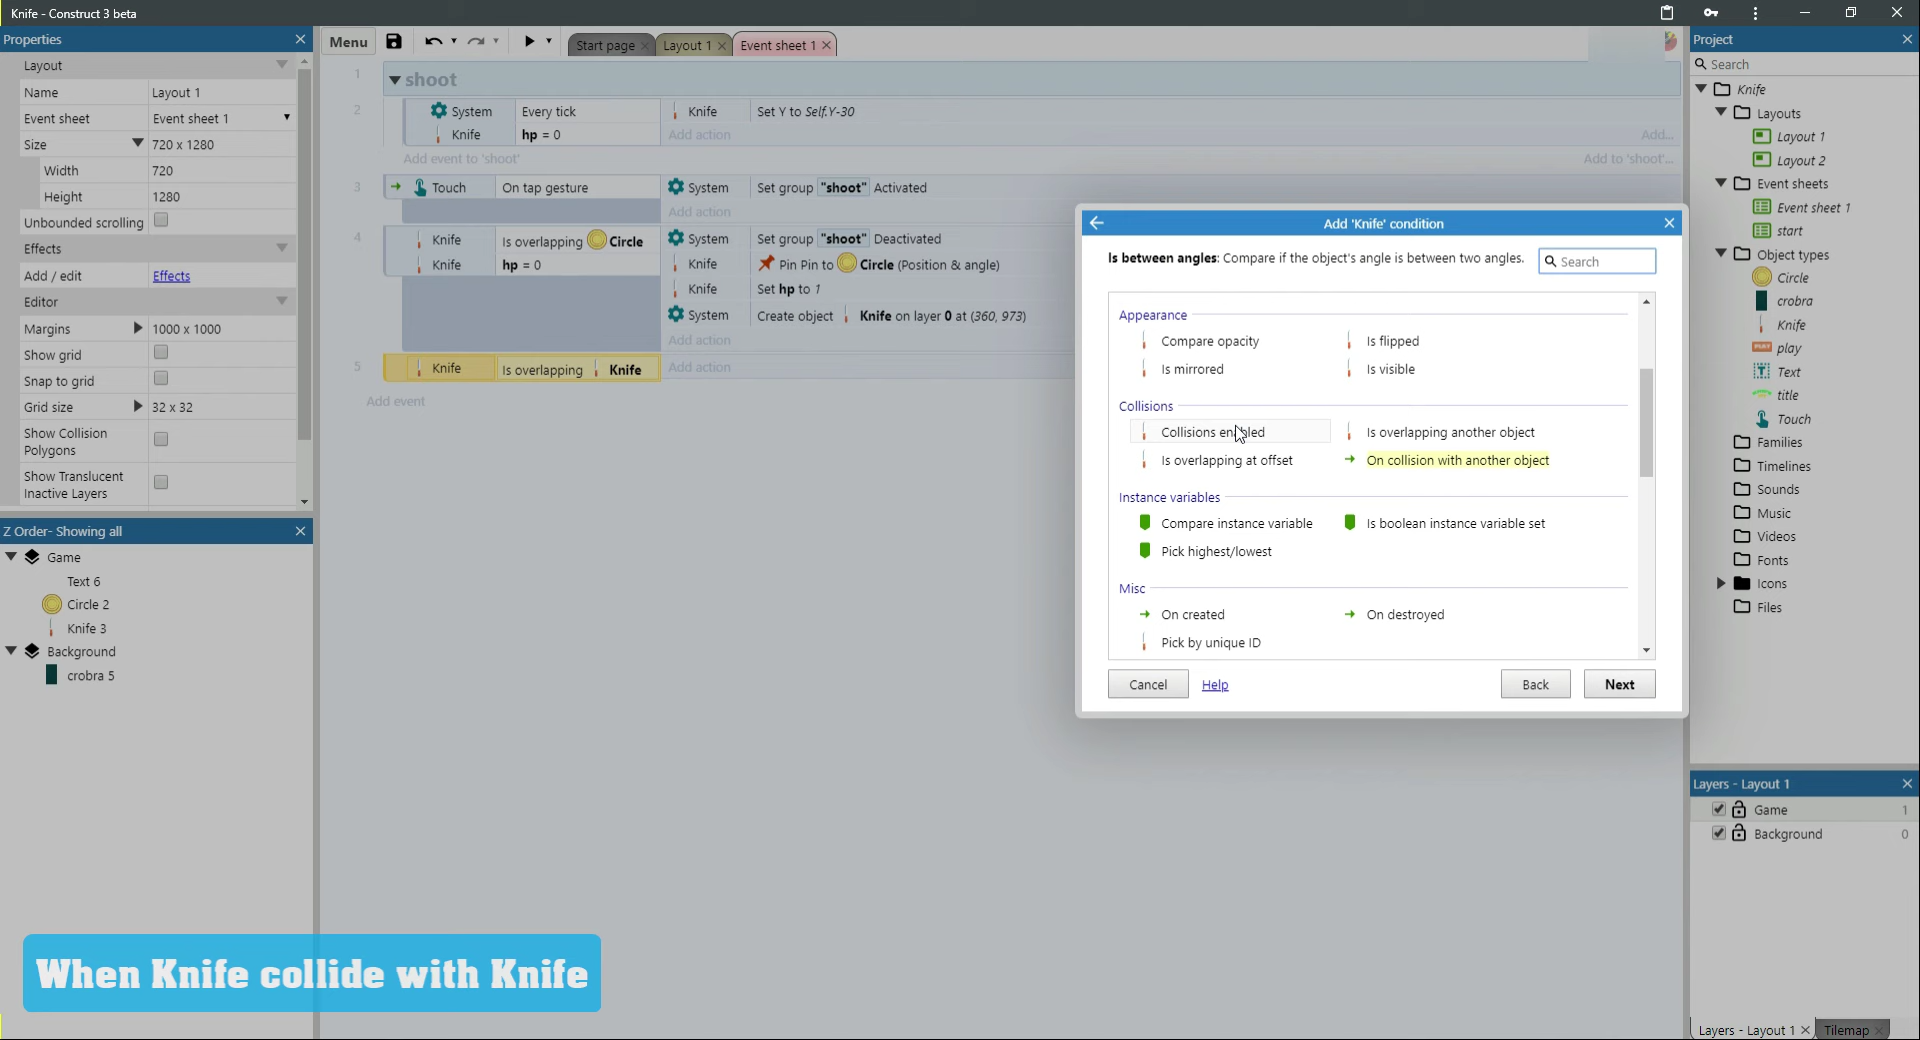 Knife - Construct 3 beta
Properties
Layout
Name Layout 1
Event sheet Event sheet 1
Size 720 x 1280
Width 720
Height 1280
Unbounded scrolling
Effects
Add / edit Effects
Editor
Margins 1000 x 1000
Show grid
Snap to grid
Grid size 32 x 32
Show Collision
Polygons
Show Translucent
Inactive Layers
Z Order- Showing all
Game
Text 6
Circle 2
Knife 3
Background
crobra 5
When Knife collide with Knife
Menu
Start page
Layout 1
Event sheet 1
1 shoot
2 System Every tick Knife Set Y to Self.Y-30
Knife hp = 0 Add action Add...
Add event to 'shoot' Add to 'shoot'...
3 Touch On tap gesture System Set group "shoot" Activated
Add action
4 Knife Is overlapping Circle System Set group "shoot" Deactivated
Knife hp = 0 Knife Pin Pin to Circle (Position & angle)
Knife Set hp to 1
System Create object Knife on layer 0 at (360, 973)
Add action
5 Knife Is overlapping Knife Add action
Add event
Add 'Knife' condition
Is between angles: Compare if the object's angle is between two angles.
Search
Appearance
Compare opacity Is flipped
Is mirrored Is visible
Collisions
Collisions enabled Is overlapping another object
Is overlapping at offset On collision with another object
Instance variables
Compare instance variable Is boolean instance variable set
Pick highest/lowest
Misc
On created On destroyed
Pick by unique ID
Cancel Help Back Next
Project
Search
Knife
Layouts
Layout 1
Layout 2
Event sheets
Event sheet 1
start
Object types
Circle
crobra
Knife
play
Text
title
Touch
Families
Timelines
Sounds
Music
Videos
Fonts
Icons
Files
Layers - Layout 1
Game 1
Background 0
Layers - Layout 1 Tilemap